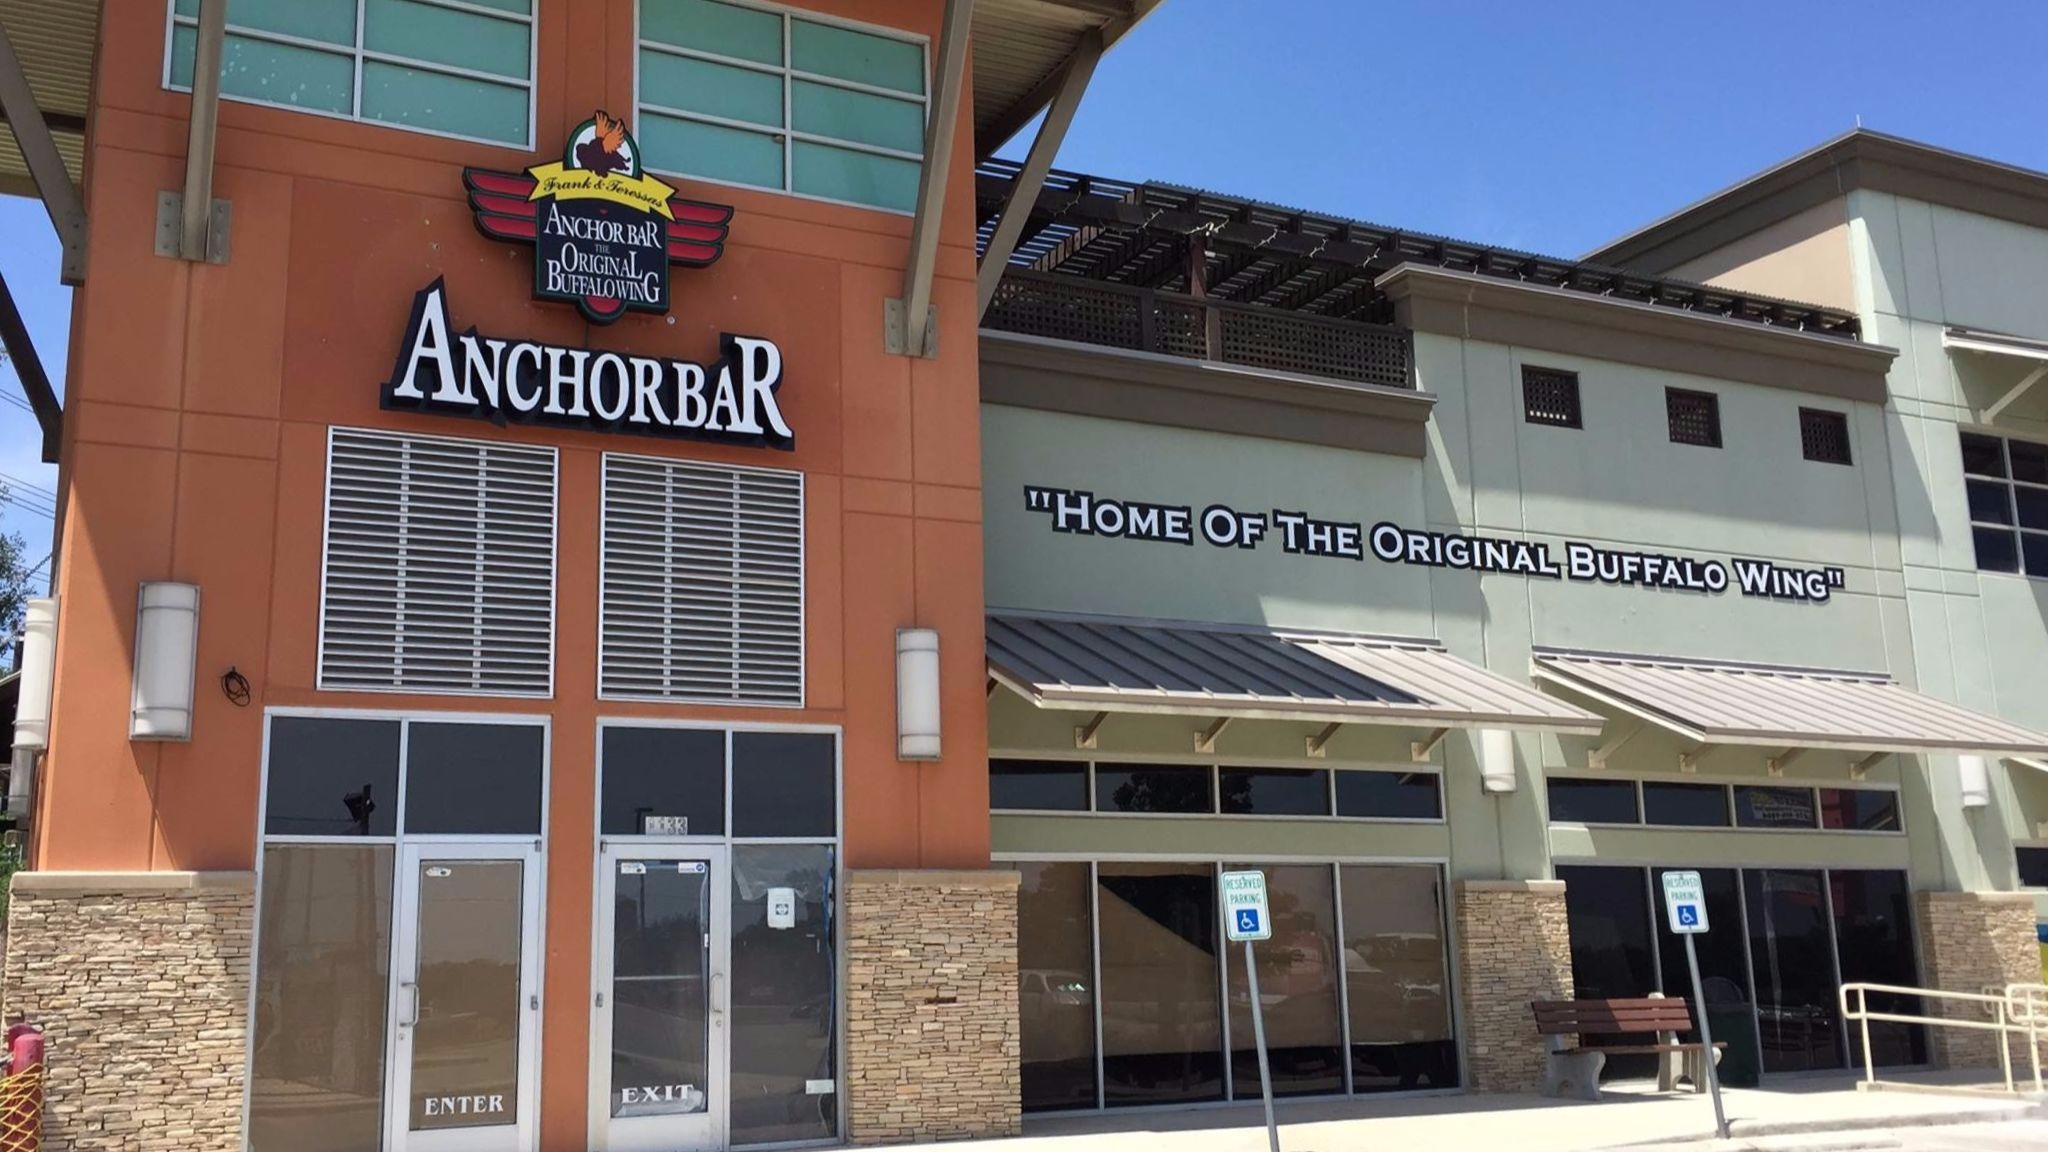 Frank & Teressa's
ANCHOR BAR
THE
ORIGINAL
BUFFALO WING
ANCHOR BAR
"HOME OF THE ORIGINAL BUFFALO WING"
RESERVED
PARKING
RESERVED
PARKING
ENTER
EXIT